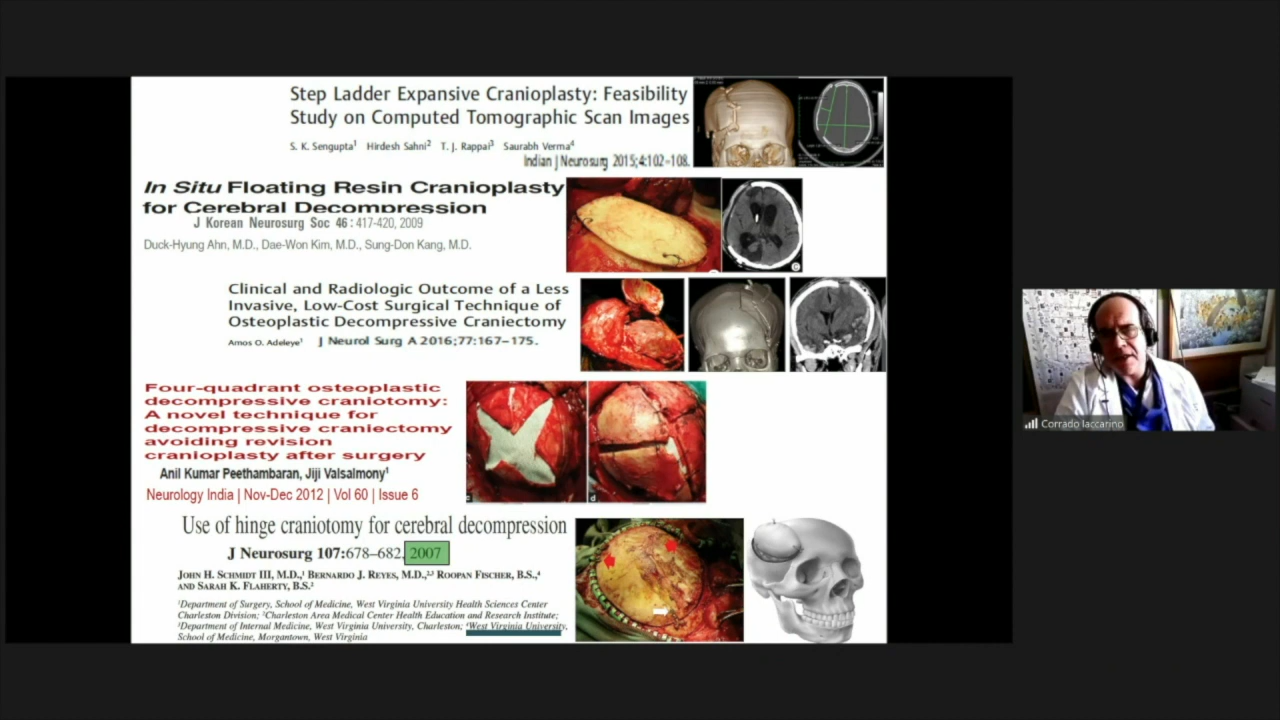 Step Ladder Expansive Cranioplasty: Feasibility
Study on Computed Tomographic Scan Images
S. K. Sengupta1 Hirdesh Sahni2 T. J. Rappai3 Saurabh Verma4
Indian J Neurosurg 2015;4:102–108.
In Situ Floating Resin Cranioplasty
for Cerebral Decompression
J Korean Neurosurg Soc 46 : 417-420, 2009
Duck-Hyung Ahn, M.D., Dae-Won Kim, M.D., Sung-Don Kang, M.D.
Clinical and Radiologic Outcome of a Less
Invasive, Low-Cost Surgical Technique of
Osteoplastic Decompressive Craniectomy
Amos O. Adeleye1 J Neurol Surg A 2016;77:167–175.
Four-quadrant osteoplastic
decompressive craniotomy:
A novel technique for
decompressive craniectomy
avoiding revision
cranioplasty after surgery
Anil Kumar Peethambaran, Jiji Valsalmony1
Neurology India | Nov-Dec 2012 | Vol 60 | Issue 6
c
d
Use of hinge craniotomy for cerebral decompression
J Neurosurg 107:678–682, 2007
John H. Schmidt III, M.D.,1 Bernardo J. Reyes, M.D.,2,3 Roopan Fischer, B.S.,4
and Sarah K. Flaherty, B.S.2
1Department of Surgery, School of Medicine, West Virginia University Health Sciences Center
Charleston Division; 2Charleston Area Medical Center Health Education and Research Institute;
3Department of Internal Medicine, West Virginia University, Charleston; 4West Virginia University,
School of Medicine, Morgantown, West Virginia
Corrado Iaccarino